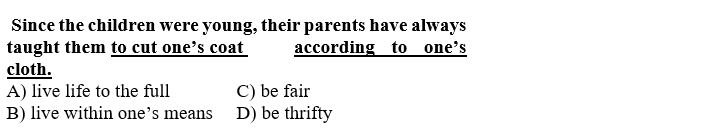 Since the children were young, their parents have always
taught them to cut one’s coat according to one’s
cloth.
A) live life to the full C) be fair
B) live within one’s means D) be thrifty